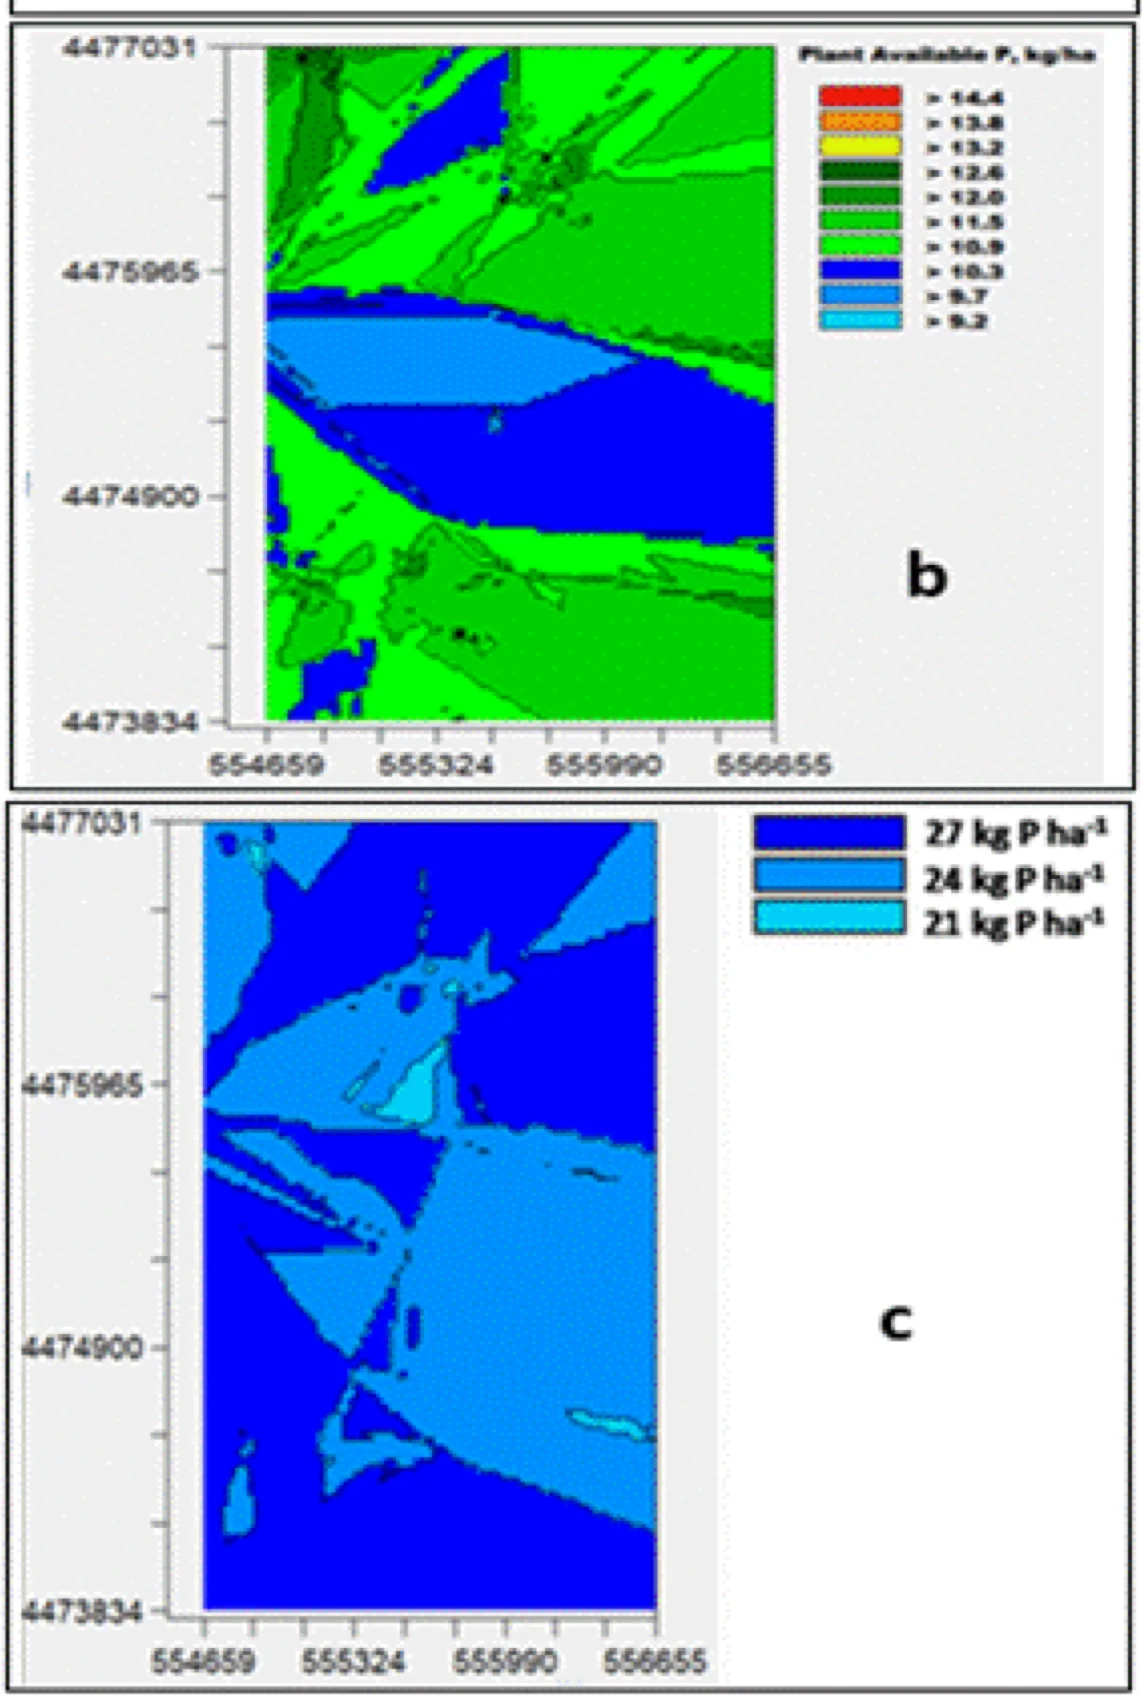 4477031
4475965
4474900
4473834
554659 555324 555990 556655
Plant Available P, kg/ha
> 14.4
> 13.8
> 13.2
> 12.6
> 12.0
> 11.5
> 10.9
> 10.3
> 9.7
> 9.2
b
4477031
4475965
4474900
4473834
554659 555324 555990 556655
27 kg P ha⁻¹
24 kg P ha⁻¹
21 kg P ha⁻¹
c